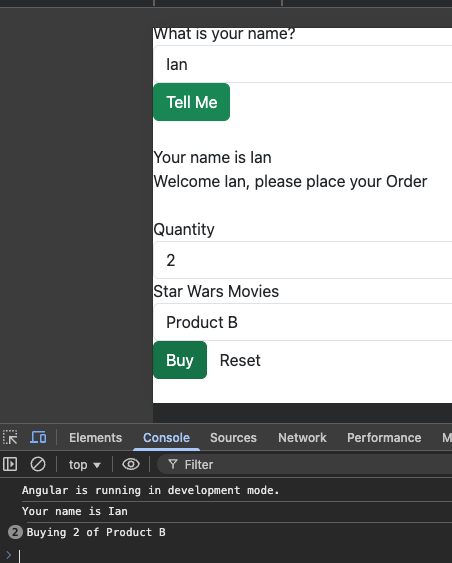 What is your name?
Ian
Tell Me
Your name is Ian
Welcome Ian, please place your Order
Quantity
2
Star Wars Movies
Product B
Buy Reset
Elements Console Sources Network Performance M
top Filter
Angular is running in development mode.
Your name is Ian
2 Buying 2 of Product B
>